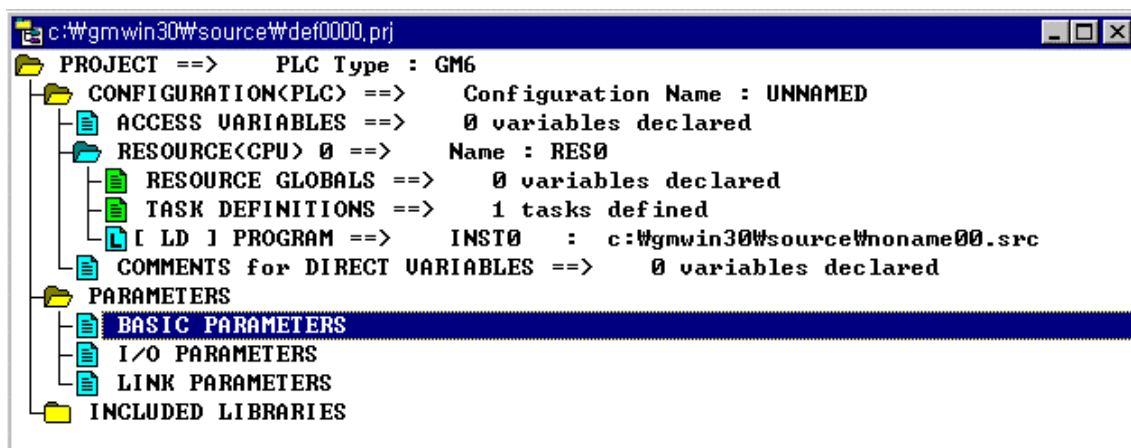 c:₩gmwin30₩source₩def0000.prj
PROJECT ==> PLC Type : GM6
CONFIGURATION(PLC) ==> Configuration Name : UNNAMED
ACCESS VARIABLES ==> 0 variables declared
RESOURCE(CPU) 0 ==> Name : RES0
RESOURCE GLOBALS ==> 0 variables declared
TASK DEFINITIONS ==> 1 tasks defined
[ LD ] PROGRAM ==> INST0 : c:₩gmwin30₩source₩noname00.src
COMMENTS for DIRECT VARIABLES ==> 0 variables declared
PARAMETERS
BASIC PARAMETERS
I/O PARAMETERS
LINK PARAMETERS
INCLUDED LIBRARIES